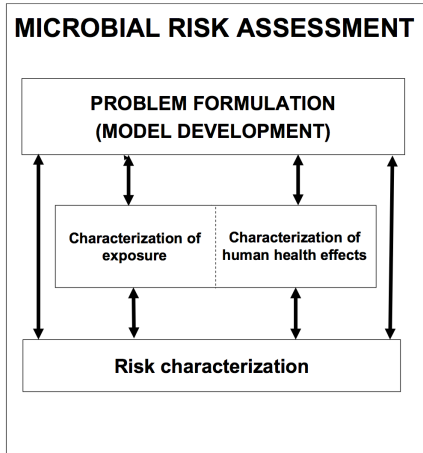 MICROBIAL RISK ASSESSMENT
PROBLEM FORMULATION
(MODEL DEVELOPMENT)
Characterization of
exposure
Characterization of
human health effects
Risk characterization